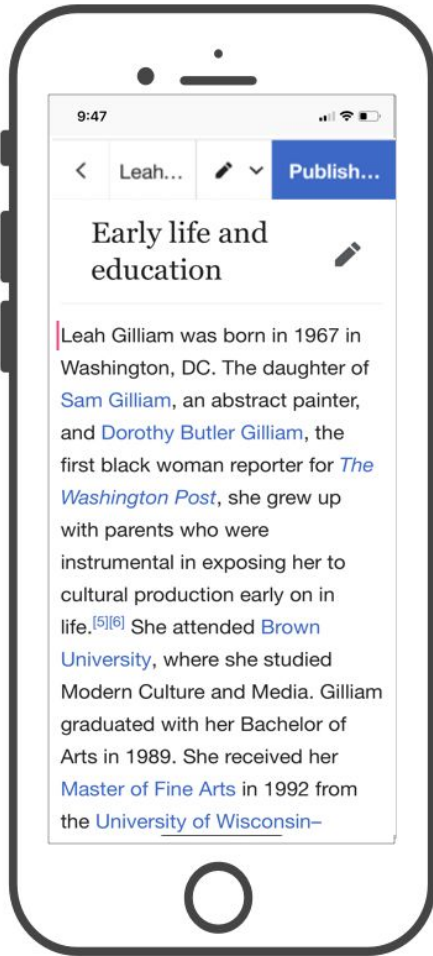 9:47
Leah...
Publish...
Early life and
education
Leah Gilliam was born in 1967 in
Washington, DC. The daughter of
Sam Gilliam, an abstract painter,
and Dorothy Butler Gilliam, the
first black woman reporter for The
Washington Post, she grew up
with parents who were
instrumental in exposing her to
cultural production early on in
life.[5][6] She attended Brown
University, where she studied
Modern Culture and Media. Gilliam
graduated with her Bachelor of
Arts in 1989. She received her
Master of Fine Arts in 1992 from
the University of Wisconsin–